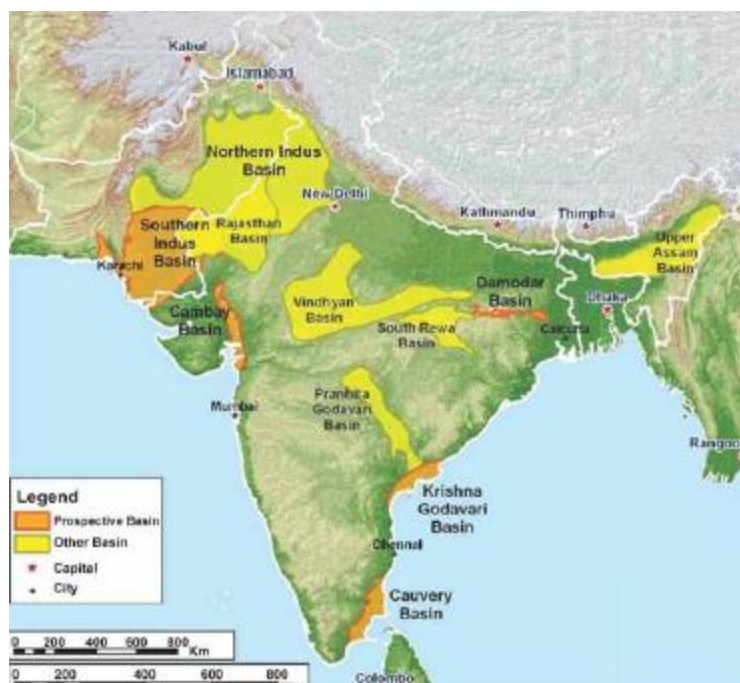 Kabul
Islamabad
Northern Indus
Basin
New Delhi
Southern
Indus
Basin
Rajasthan
Basin
Karachi
Kathmandu
Thimphu
Upper
Assam
Basin
Vindhyan
Basin
Damodar
Basin
Dhaka
Cambay
Basin
South Rewa
Basin
Calcutta
Pranhita
Godavari
Basin
Mumbai
Rangoo
Krishna
Godavari
Basin
Chennai
Cauvery
Basin
Colombo
Legend
Prospective Basin
Other Basin
Capital
City
0 200 400 600 800
Km
0 200 400 600 800